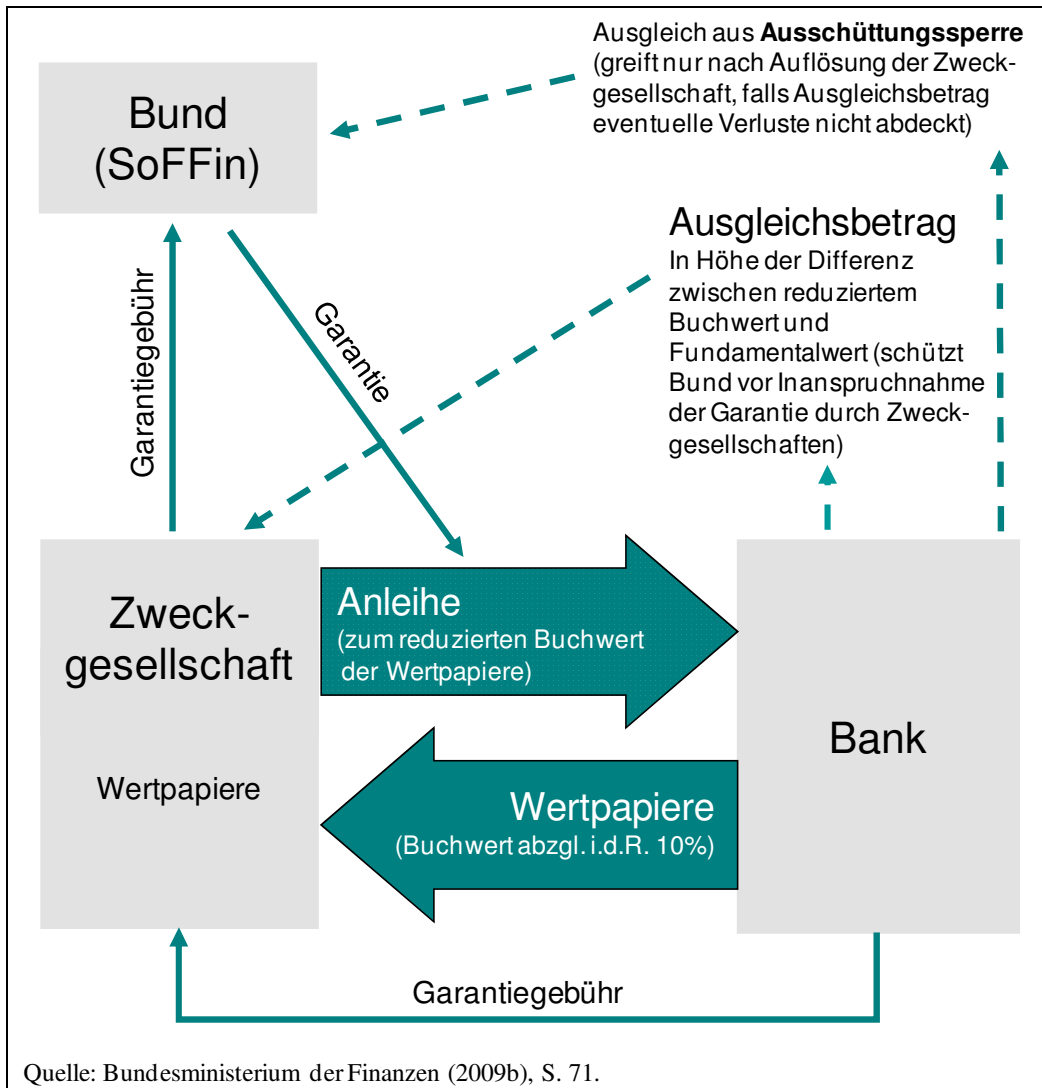 Ausgleich aus Ausschüttungssperre
(greift nur nach Auflösung der Zweck-
gesellschaft, falls Ausgleichsbetrag
eventuelle Verluste nicht abdeckt)
Bund
(SoFFin)
Ausgleichsbetrag
In Höhe der Differenz
zwischen reduziertem
Buchwert und
Fundamentalwert (schützt
Bund vor Inanspruchnahme
der Garantie durch Zweck-
gesellschaften)
Garantiegebühr
Garantie
Zweck-
gesellschaft
Wertpapiere
Anleihe
(zum reduzierten Buchwert
der Wertpapiere)
Wertpapiere
(Buchwert abzgl. i.d.R. 10%)
Bank
Garantiegebühr
Quelle: Bundesministerium der Finanzen (2009b), S. 71.